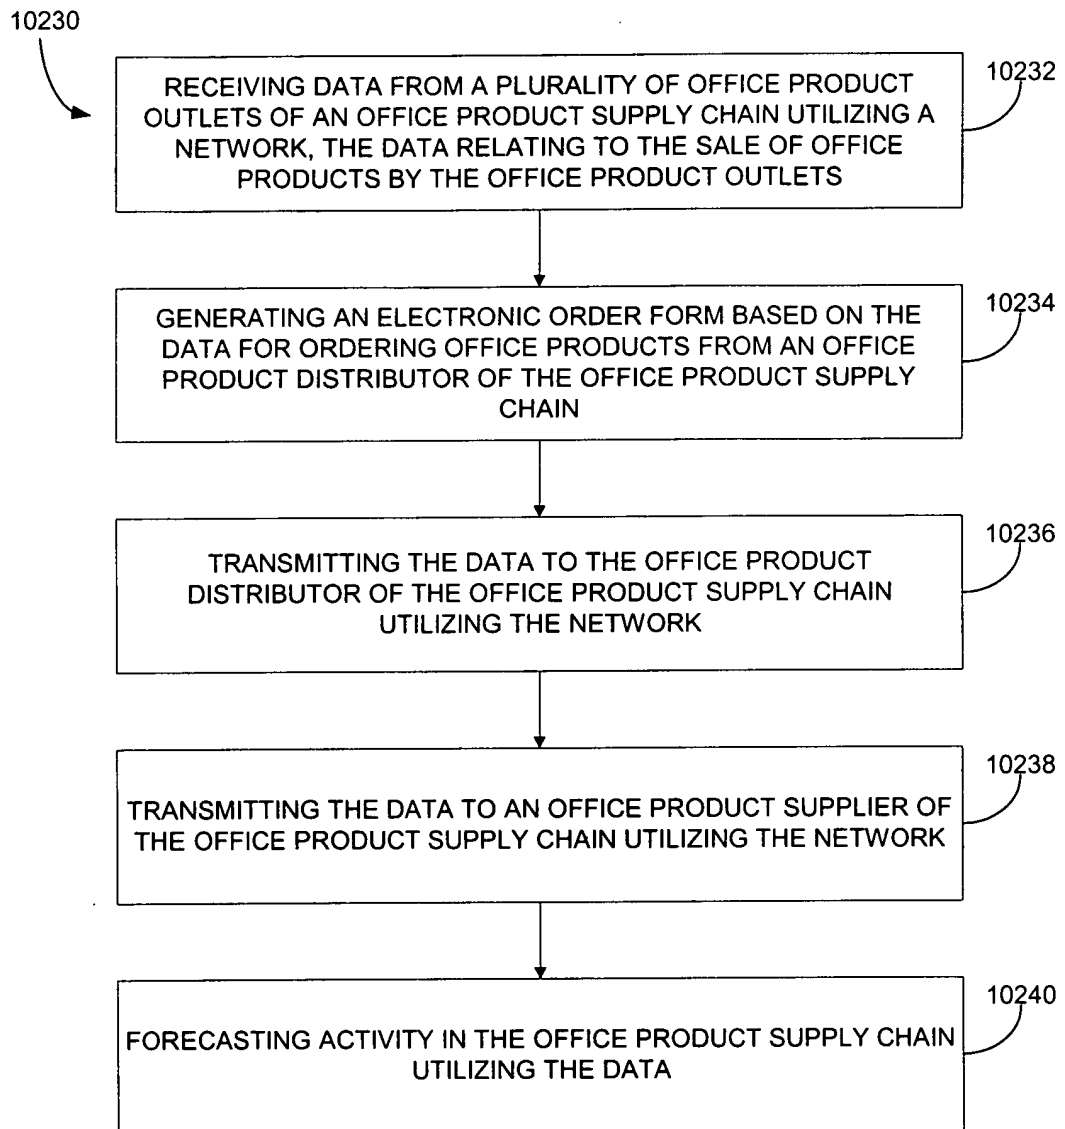 10230
10232
RECEIVING DATA FROM A PLURALITY OF OFFICE PRODUCT
OUTLETS OF AN OFFICE PRODUCT SUPPLY CHAIN UTILIZING A
NETWORK, THE DATA RELATING TO THE SALE OF OFFICE
PRODUCTS BY THE OFFICE PRODUCT OUTLETS
10234
GENERATING AN ELECTRONIC ORDER FORM BASED ON THE
DATA FOR ORDERING OFFICE PRODUCTS FROM AN OFFICE
PRODUCT DISTRIBUTOR OF THE OFFICE PRODUCT SUPPLY
CHAIN
10236
TRANSMITTING THE DATA TO THE OFFICE PRODUCT
DISTRIBUTOR OF THE OFFICE PRODUCT SUPPLY CHAIN
UTILIZING THE NETWORK
10238
TRANSMITTING THE DATA TO AN OFFICE PRODUCT SUPPLIER OF
THE OFFICE PRODUCT SUPPLY CHAIN UTILIZING THE NETWORK
10240
FORECASTING ACTIVITY IN THE OFFICE PRODUCT SUPPLY CHAIN
UTILIZING THE DATA